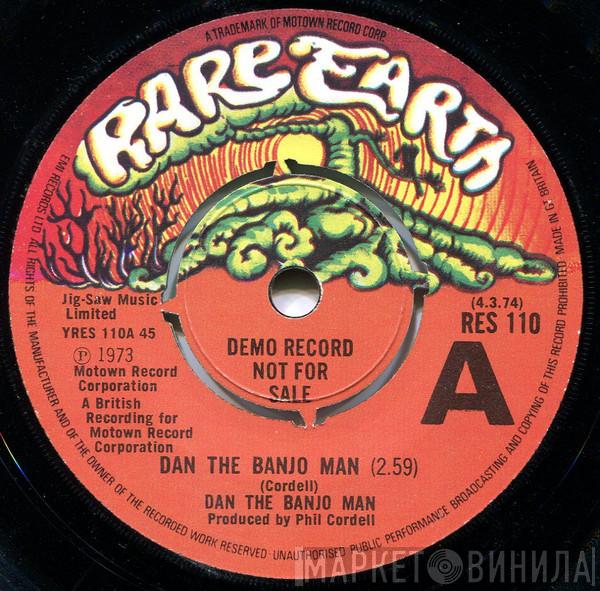 A TRADEMARK OF MOTOWN RECORD CORP.
RARE EARTH
EMI RECORDS LTD ALL RIGHTS OF THE MANUFACTURER AND OF THE OWNER OF THE RECORDED WORK RESERVED · UNAUTHORISED PUBLIC PERFORMANCE BROADCASTING AND COPYING OF THIS RECORD PROHIBITED MADE IN GT BRITAIN
Jig-Saw Music
Limited
YRES 110A 45
℗ 1973
Motown Record
Corporation
A British
Recording for
Motown Record
Corporation
DEMO RECORD
NOT FOR
SALE
(4.3.74)
RES 110
A
DAN THE BANJO MAN (2.59)
(Cordell)
DAN THE BANJO MAN
Produced by Phil Cordell
МАРКЕТ ВИНИЛА